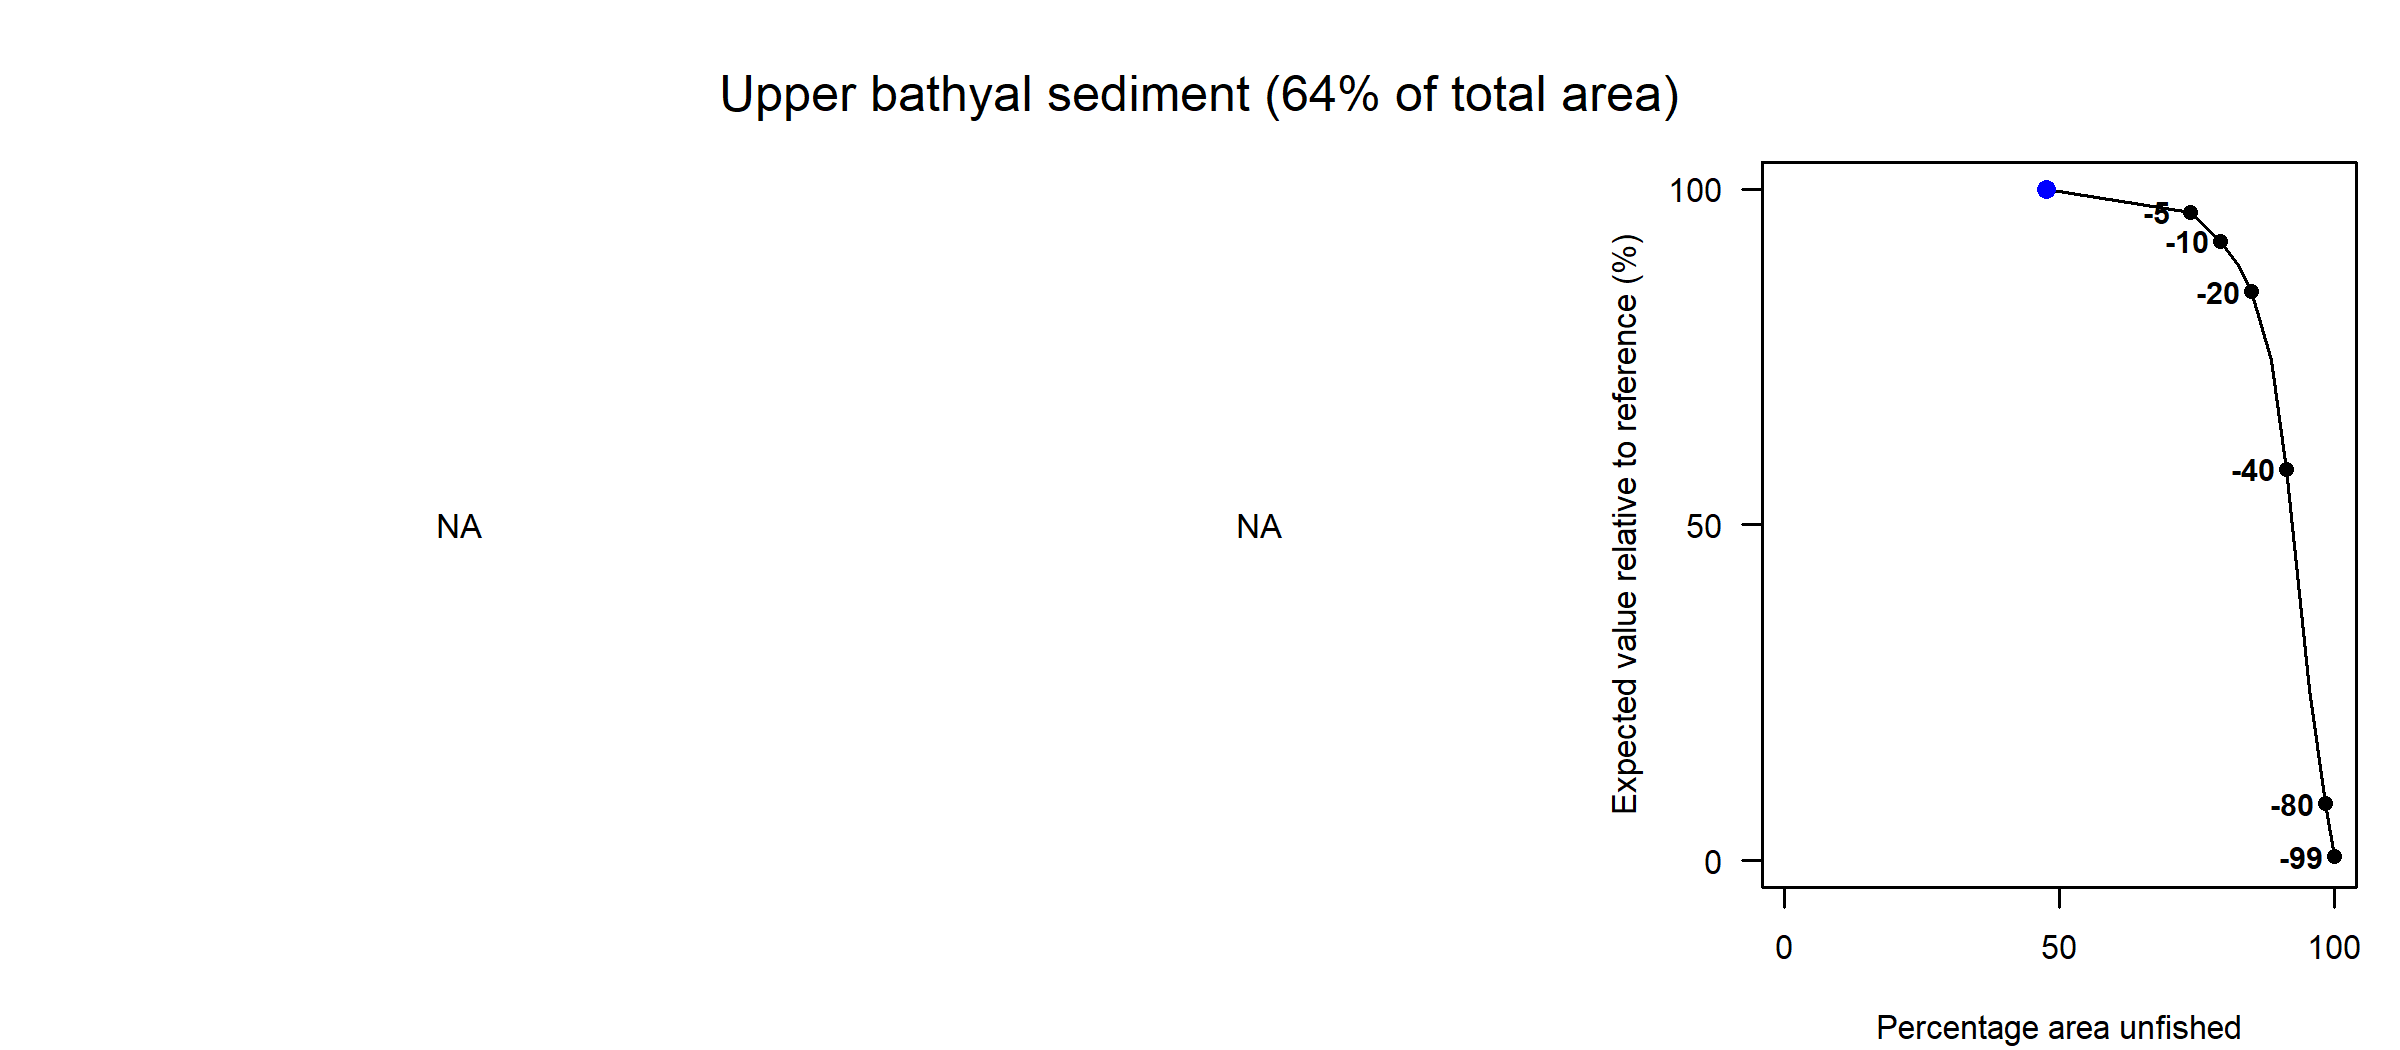 Upper bathyal sediment (64% of total area)
NA
NA
Expected value relative to reference (%)
100
50
0
-5
-10
-20
-40
-80
-99
0 50 100
Percentage area unfished